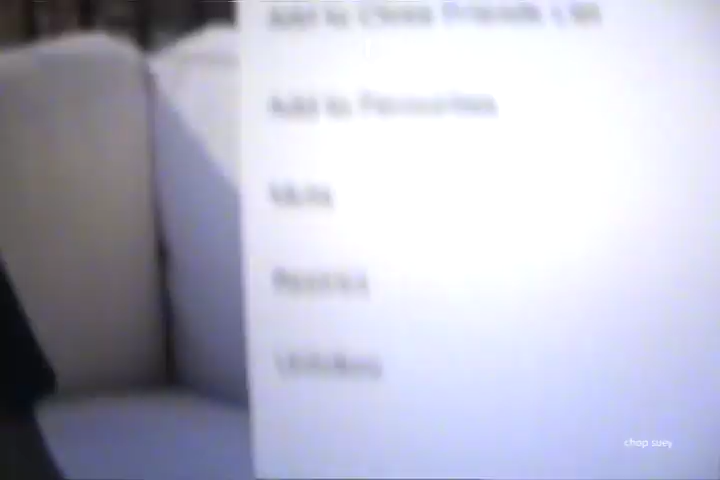 Add to Close Friends List
Add to Favourites
Mute
Restrict
Unfollow
chop suey